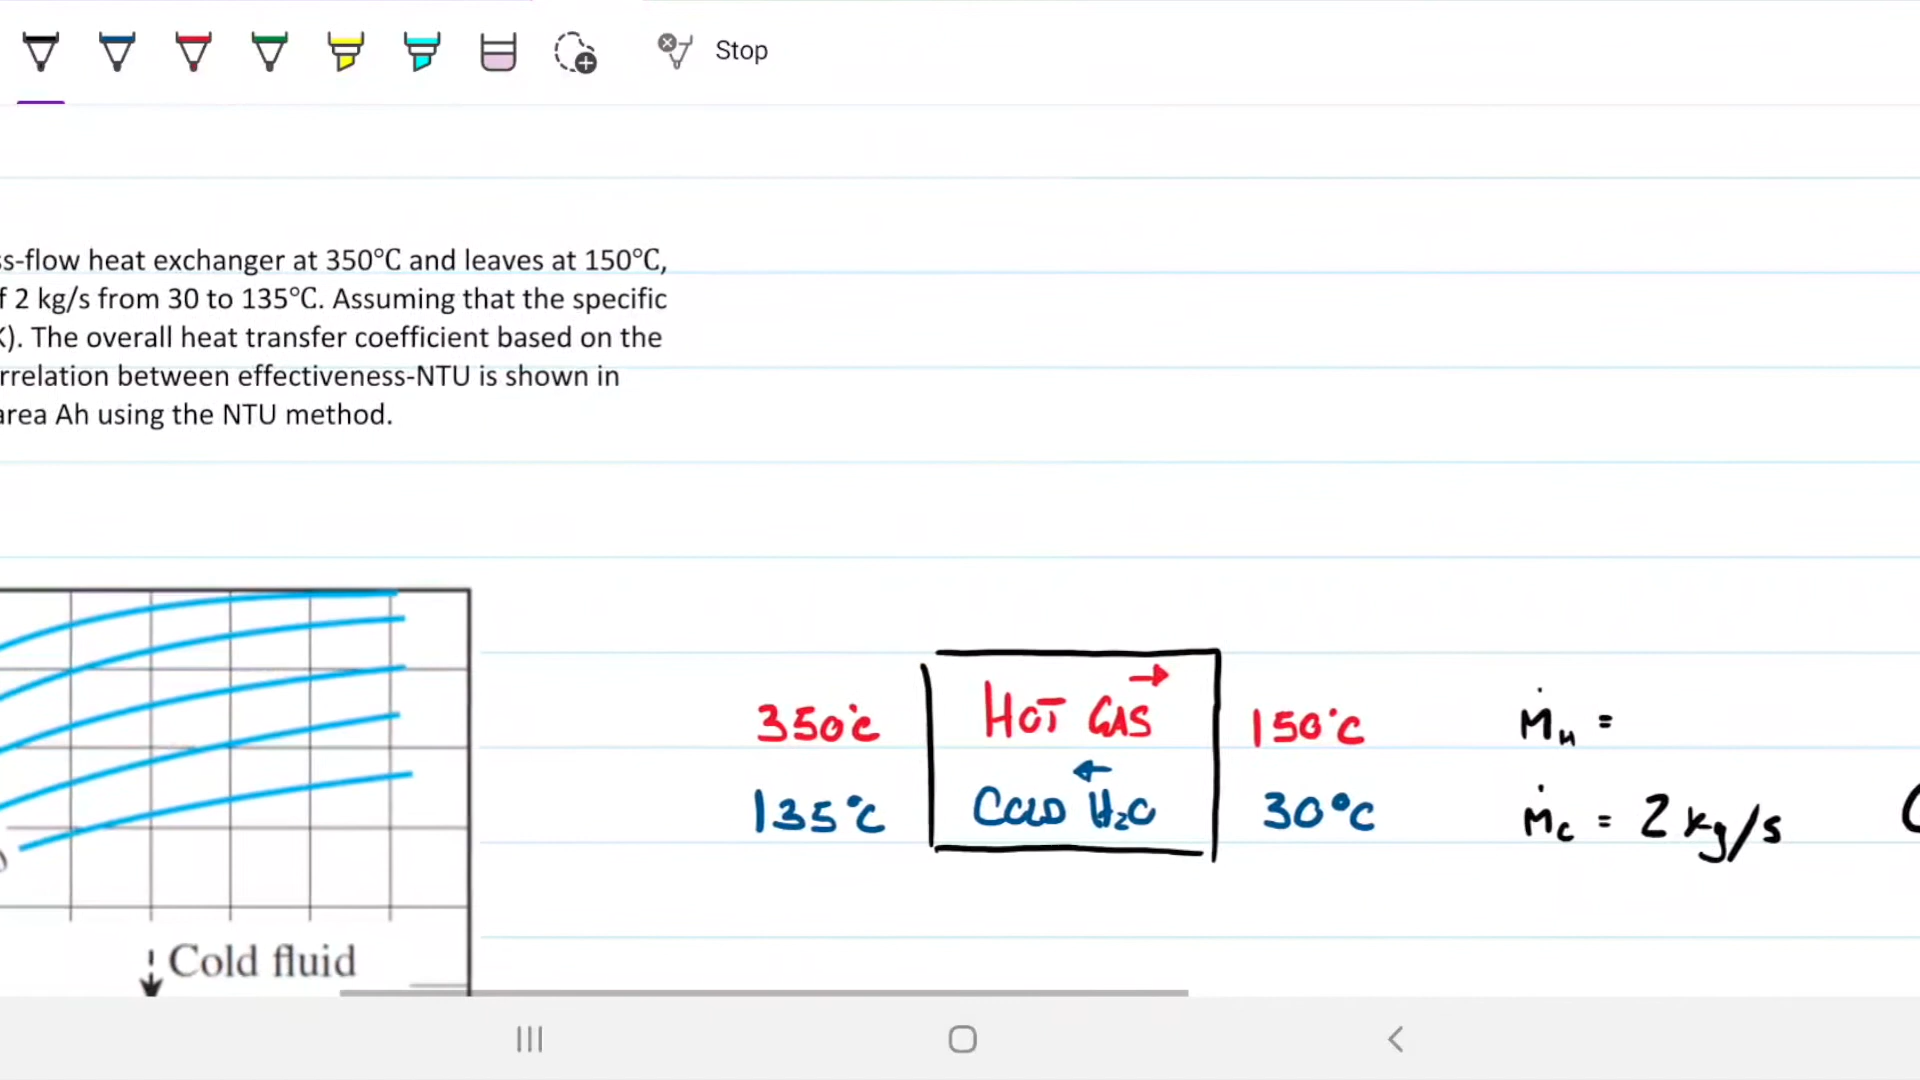 Stop
s-flow heat exchanger at 350°C and leaves at 150°C,
f 2 kg/s from 30 to 135°C. Assuming that the specific
K). The overall heat transfer coefficient based on the
rrelation between effectiveness-NTU is shown in
area Ah using the NTU method.
350°C HOT GAS 150°C ṁH =
135°C COLD H2O 30°C ṁC = 2 kg/s
Cold fluid